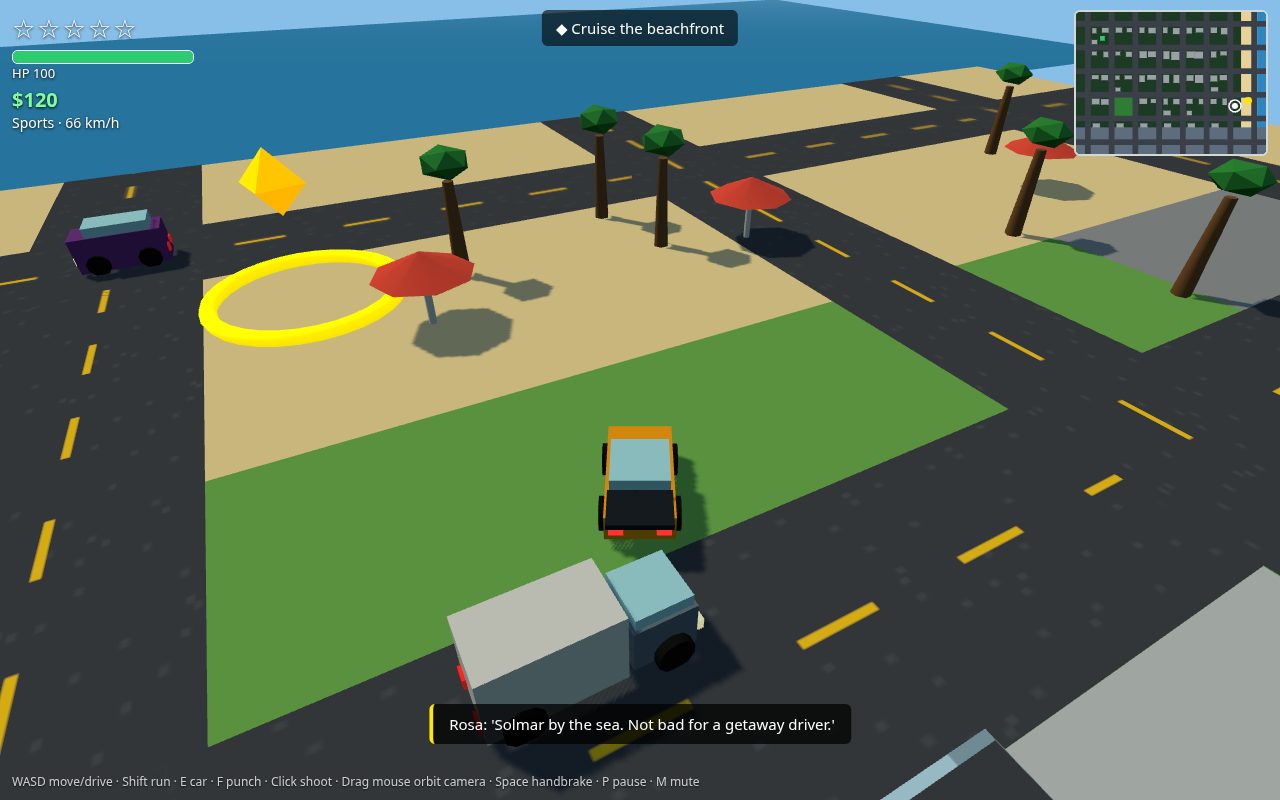 ◆ Cruise the beachfront
HP 100
$120
Sports · 66 km/h
Rosa: 'Solmar by the sea. Not bad for a getaway driver.'
WASD move/drive · Shift run · E car · F punch · Click shoot · Drag mouse orbit camera · Space handbrake · P pause · M mute